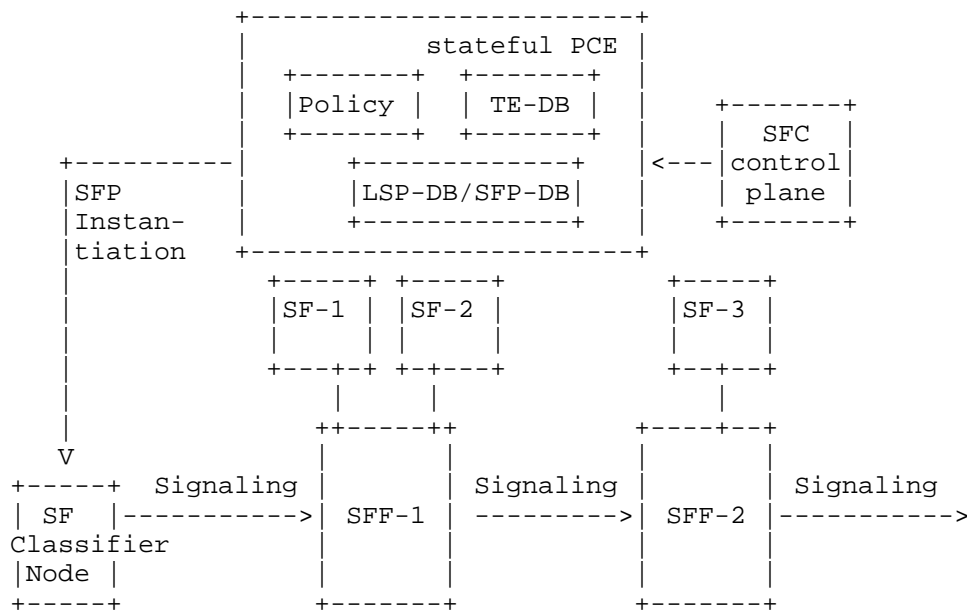 stateful PCE
Policy TE-DB
SFC
control
plane
LSP-DB/SFP-DB
SFP
Instan-
tiation
SF-1 SF-2 SF-3
V
Signaling Signaling Signaling
SF
Classifier
Node
SFF-1 SFF-2